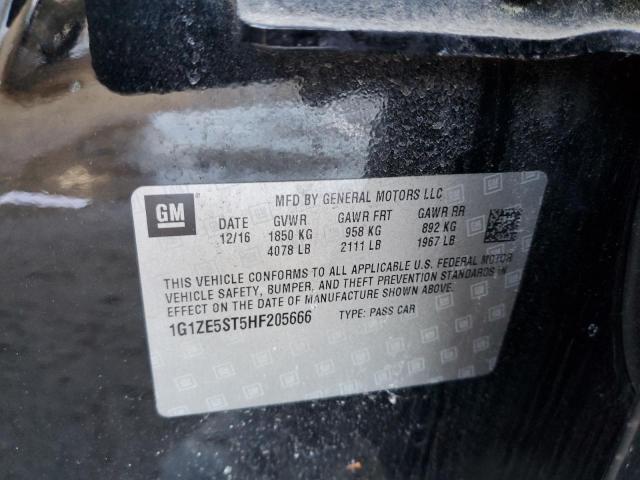 GM
MFD BY GENERAL MOTORS LLC
DATE GVWR GAWR FRT GAWR RR
12/16 1850 KG 958 KG 892 KG
4078 LB 2111 LB 1967 LB
THIS VEHICLE CONFORMS TO ALL APPLICABLE U.S. FEDERAL MOTOR
VEHICLE SAFETY, BUMPER, AND THEFT PREVENTION STANDARDS IN
EFFECT ON THE DATE OF MANUFACTURE SHOWN ABOVE.
1G1ZE5ST5HF205666 TYPE: PASS CAR